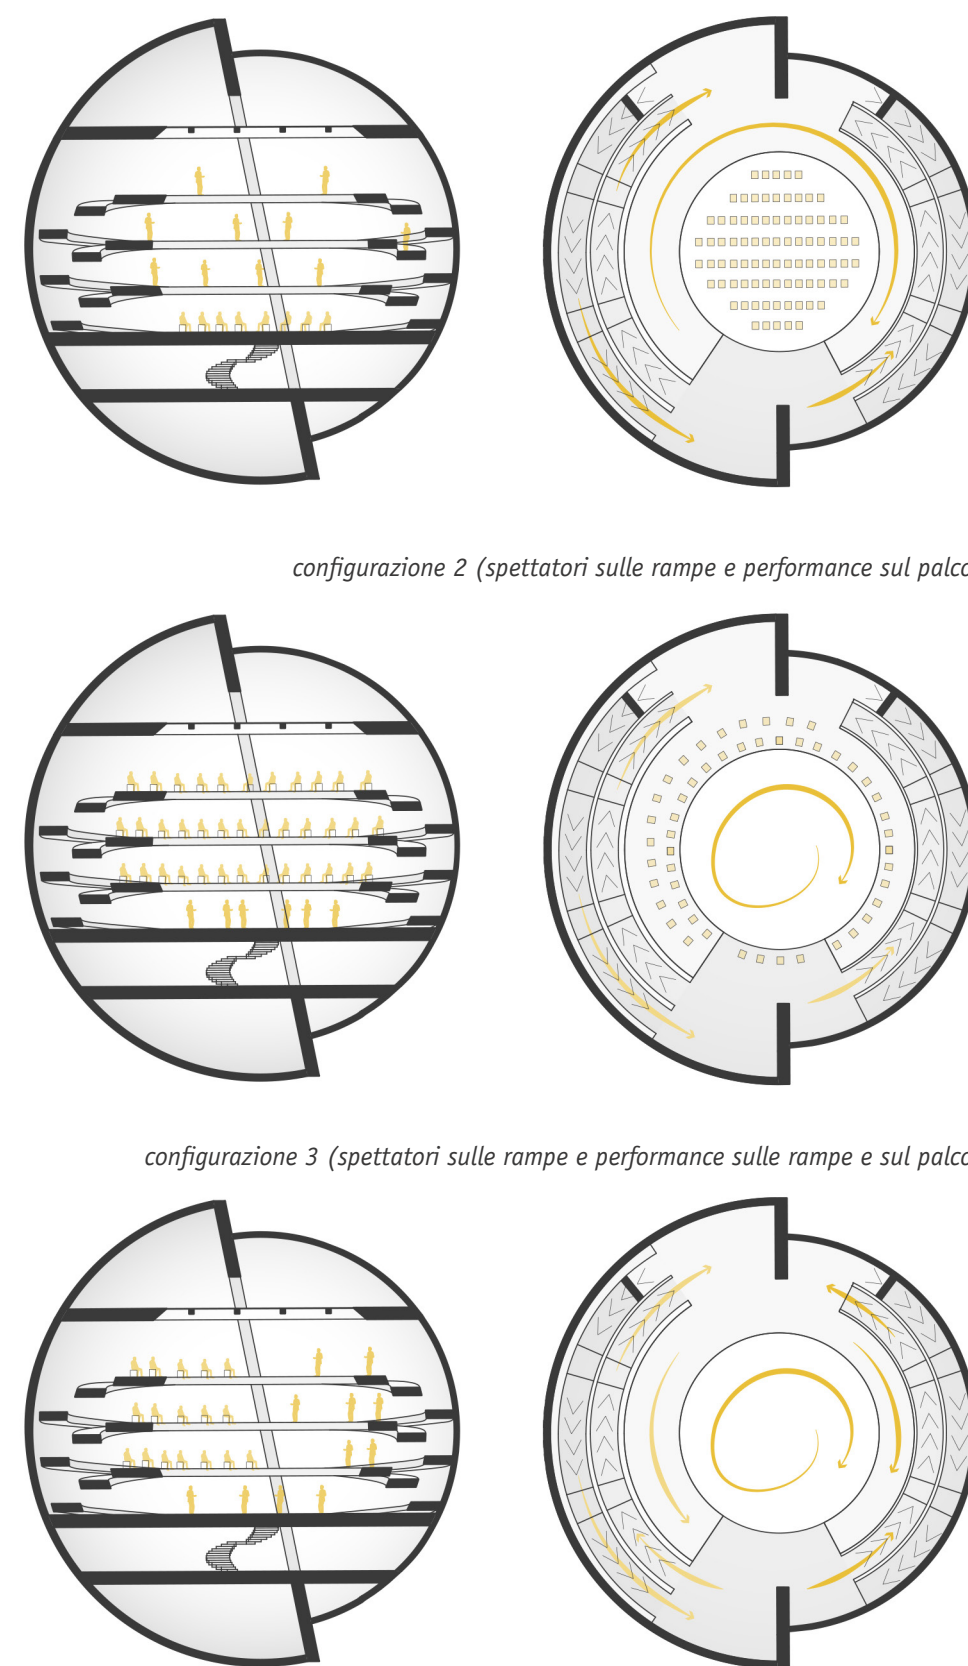 configurazione 2 (spettatori sulle rampe e performance sul palco
configurazione 3 (spettatori sulle rampe e performance sulle rampe e sul palco